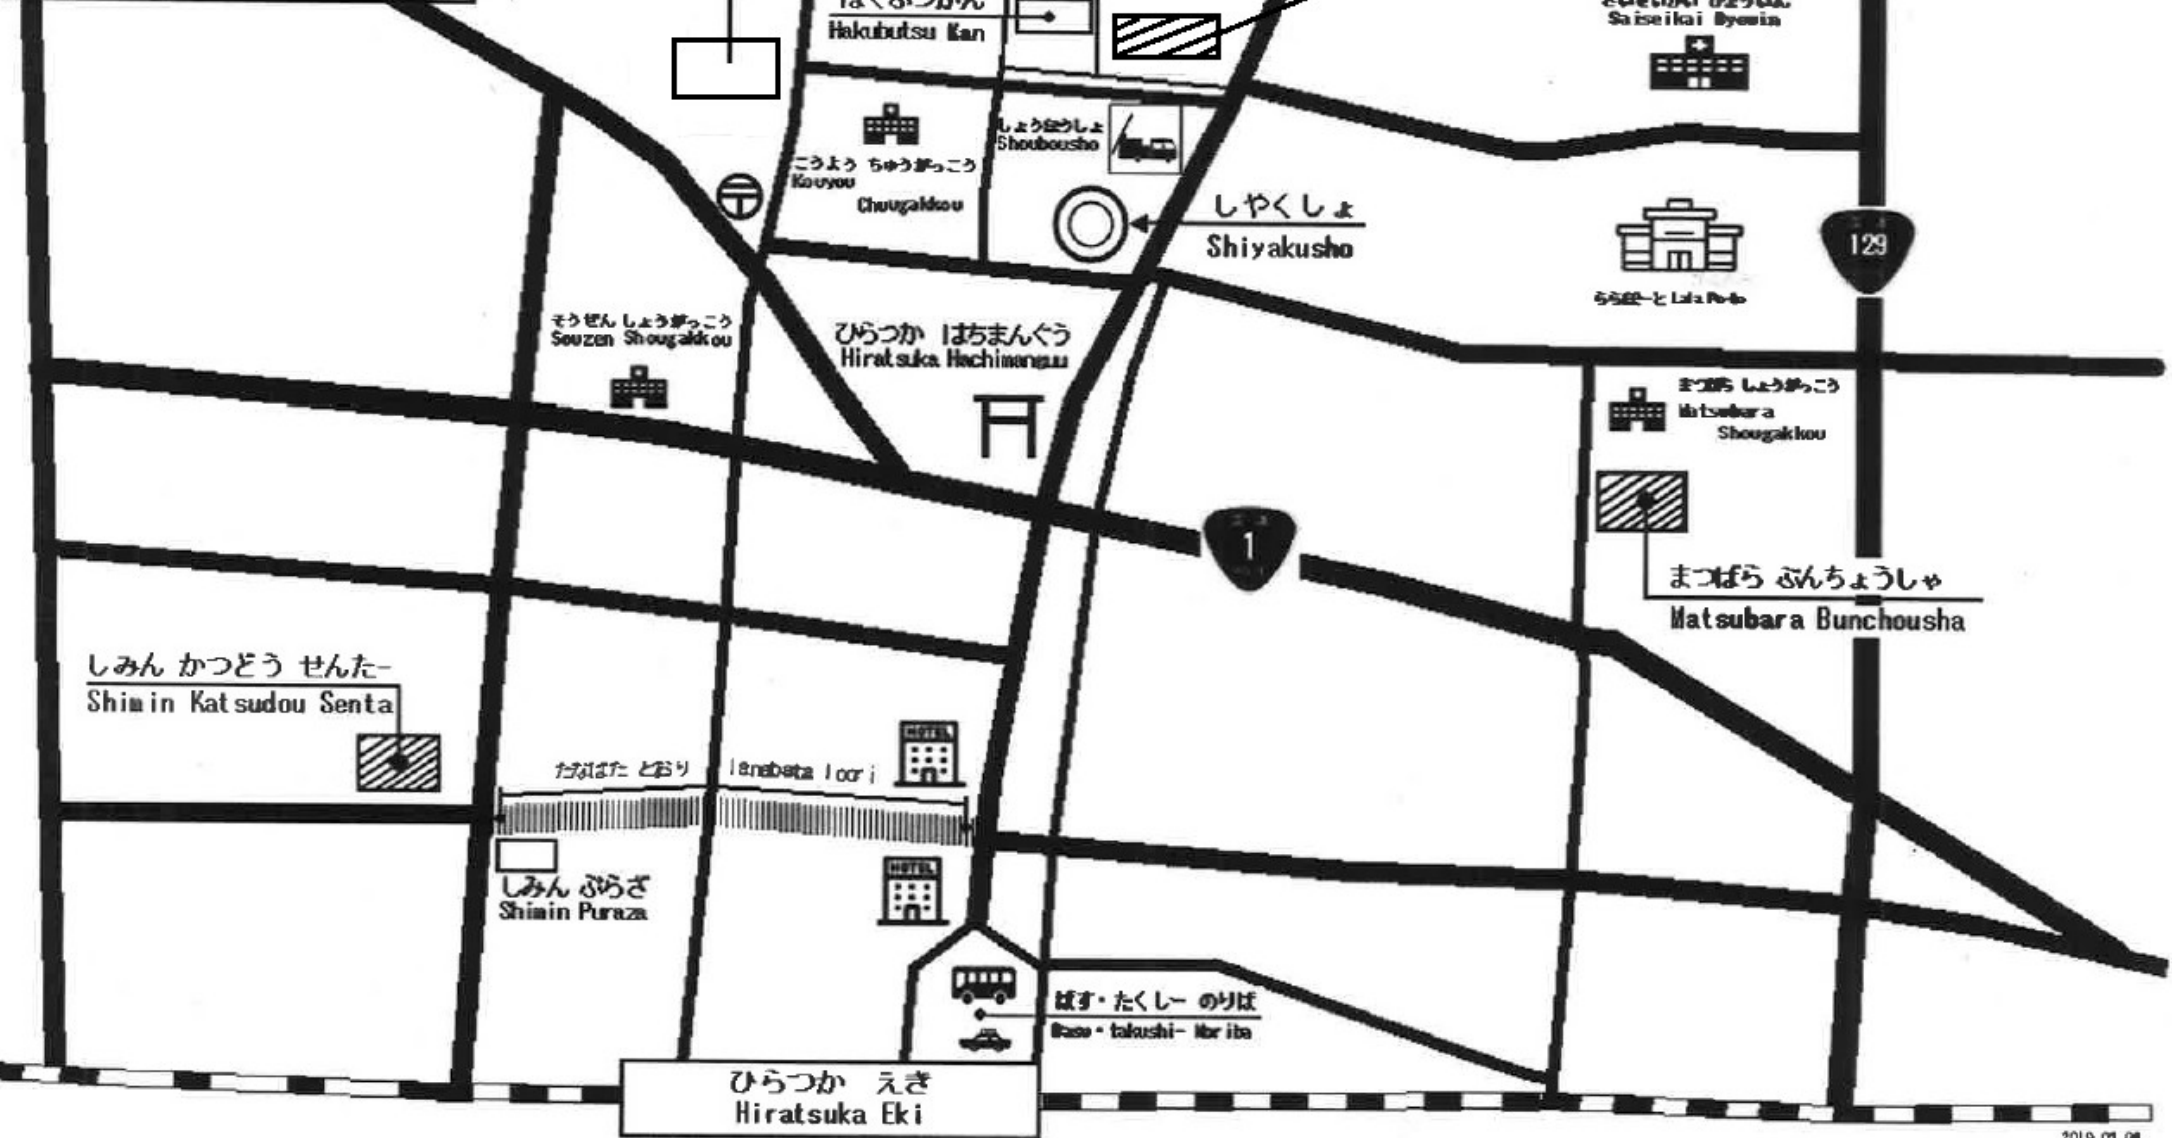 Hakubutsu Kan
Saiseikai Byouin
しょうぼうしょ
Shoubousho
こうよう ちゅうがっこう
Kouyou
Chuugakkou
しやくしょ
Shiyakusho
129
ららぽーと LaLa Po-to
そうぜん しょうがっこう
Souzen Shougakkou
ひらつか はちまんぐう
Hiratsuka Hachimanguu
まつばら しょうがっこう
Matsubara
Shougakkou
1
まつばら ぶんちょうしゃ
Matsubara Bunchousha
しみん かつどう せんたー
Shimin Katsudou Senta
HOTEL
たなばた とおり Tanabata Toori
HOTEL
しみん ぷらざ
Shimin Puraza
ばす・たくしー のりば
Basu・takushi- Noriba
ひらつか えき
Hiratsuka Eki